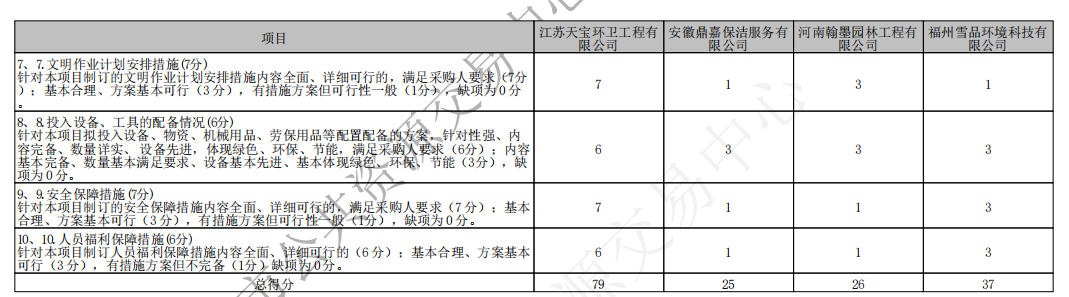 项目
江苏天宝环卫工程有限公司
安徽鼎嘉保洁服务有限公司
河南翰墨园林工程有限公司
福州雪品环境科技有限公司
7、7.文明作业计划安排措施(7分)
针对本项目制订的文明作业计划安排措施内容全面、详细可行的，满足采购人要求（7分
）；基本合理、方案基本可行（3分），有措施方案但可行性一般（1分），缺项为0分
。
7
1
3
1
8、8.投入设备、工具的配备情况(6分)
针对本项目拟投入设备、物资、机械用品、劳保用品等配置配备的方案，针对性强、内
容完备、数量详实、设备先进，体现绿色、环保、节能，满足采购人要求（6分）；内容
基本完备、数量基本满足要求、设备基本先进、基本体现绿色、环保、节能（3分），缺
项为0分。
6
3
3
3
9、9.安全保障措施(7分)
针对本项目制订的安全保障措施内容全面、详细可行的，满足采购人要求（7分）；基本
合理、方案基本可行（3分），有措施方案但可行性一般（1分），缺项为0分。
7
1
1
3
10、10.人员福利保障措施(6分)
针对本项目制订人员福利保障措施内容全面、详细可行的（6分）；基本合理、方案基本
可行（3分），有措施方案但不完备（1分）缺项为0分。
6
1
1
3
总得分
79
25
26
37
市公共资源交易中心
源交易中心